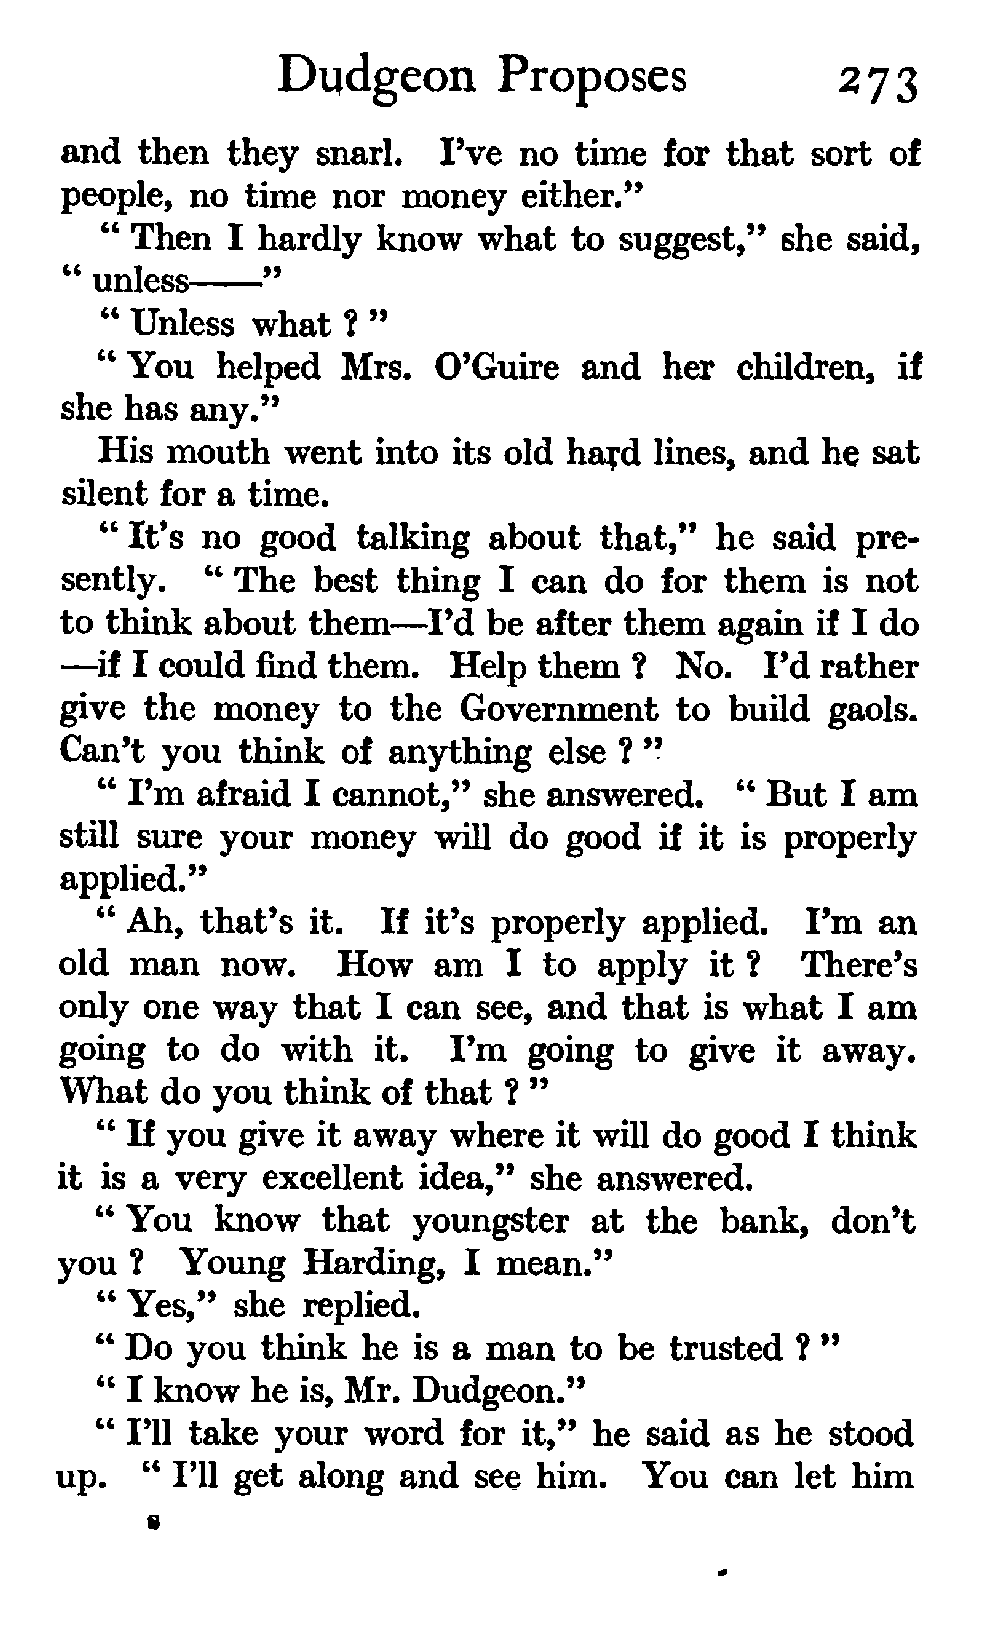 Dudgeon Proposes 273
and then they snarl. I've no time for that sort of
people, no time nor money either."
" Then I hardly know what to suggest," she said,
" unless——"
" Unless what ? "
" You helped Mrs. O'Guire and her children, if
she has any."
His mouth went into its old hard lines, and he sat
silent for a time.
" It's no good talking about that," he said pre-
sently. " The best thing I can do for them is not
to think about them—I'd be after them again if I do
—if I could find them. Help them ? No. I'd rather
give the money to the Government to build gaols.
Can't you think of anything else ? "
" I'm afraid I cannot," she answered. " But I am
still sure your money will do good if it is properly
applied."
" Ah, that's it. If it's properly applied. I'm an
old man now. How am I to apply it ? There's
only one way that I can see, and that is what I am
going to do with it. I'm going to give it away.
What do you think of that ? "
" If you give it away where it will do good I think
it is a very excellent idea," she answered.
" You know that youngster at the bank, don't
you ? Young Harding, I mean."
" Yes," she replied.
" Do you think he is a man to be trusted ? "
" I know he is, Mr. Dudgeon."
" I'll take your word for it," he said as he stood
up. " I'll get along and see him. You can let him
s